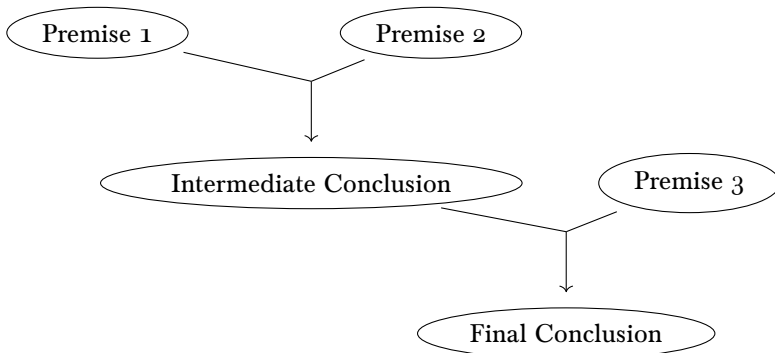 Premise 1
Premise 2
Intermediate Conclusion
Premise 3
Final Conclusion